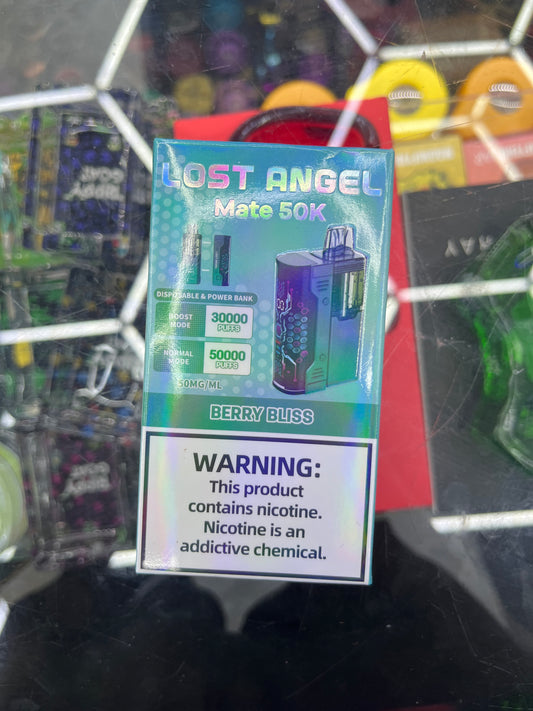 LOST ANGEL
Mate 50K
DISPOSABLE & POWER BANK
BOOST MODE
30000 PUFFS
NORMAL MODE
50000 PUFFS
50MG/ML
BERRY BLISS
WARNING:
This product
contains nicotine.
Nicotine is an
addictive chemical.